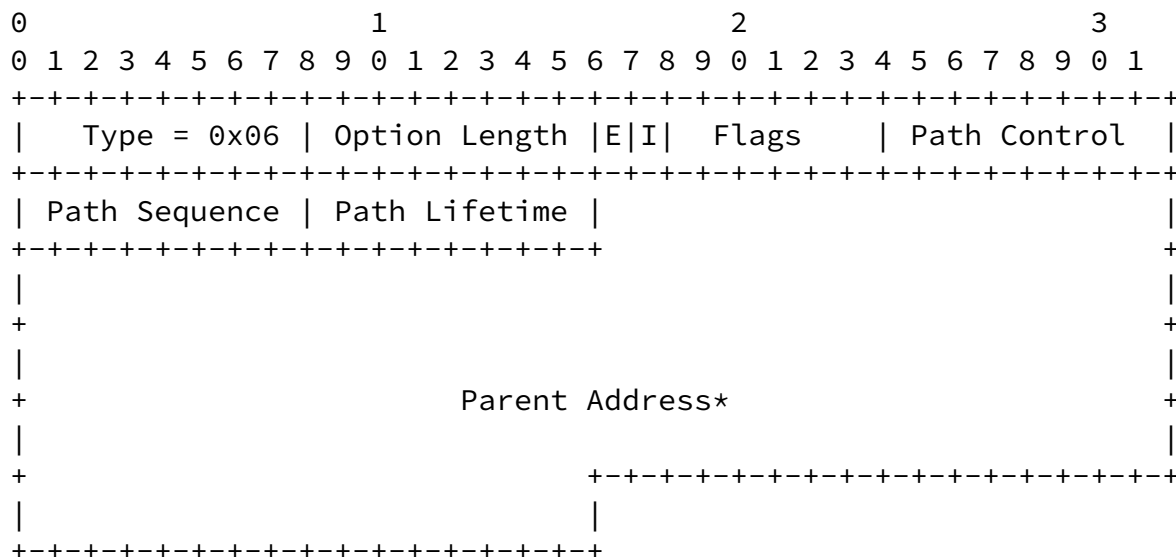 0                   1                   2                   3
0 1 2 3 4 5 6 7 8 9 0 1 2 3 4 5 6 7 8 9 0 1 2 3 4 5 6 7 8 9 0 1
+-+-+-+-+-+-+-+-+-+-+-+-+-+-+-+-+-+-+-+-+-+-+-+-+-+-+-+-+-+-+-+-+
|   Type = 0x06 | Option Length |E|I|  Flags    | Path Control  |
+-+-+-+-+-+-+-+-+-+-+-+-+-+-+-+-+-+-+-+-+-+-+-+-+-+-+-+-+-+-+-+-+
| Path Sequence | Path Lifetime |                               |
+-+-+-+-+-+-+-+-+-+-+-+-+-+-+-+-+                               +
|                                                               |
+                                                               +
|                                                               |
+                        Parent Address*                        +
|                                                               |
+                               +-+-+-+-+-+-+-+-+-+-+-+-+-+-+-+-+
|                               |
+-+-+-+-+-+-+-+-+-+-+-+-+-+-+-+-+